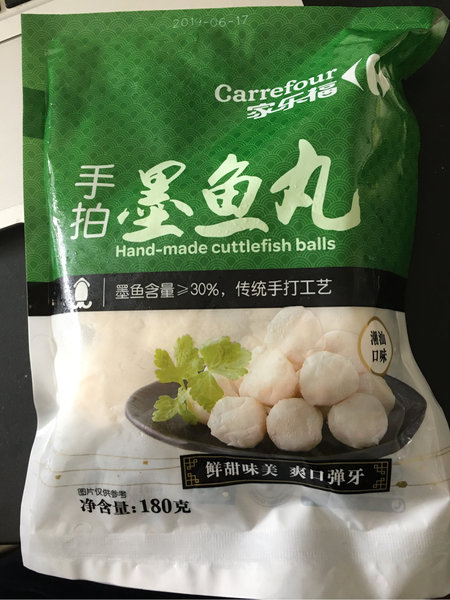 2019-06-17
Carrefour
家乐福
手拍
墨鱼丸
Hand-made cuttlefish balls
墨鱼含量≥30%，传统手打工艺
潮汕
口味
鲜甜味美 爽口弹牙
图片仅供参考
净含量:180克